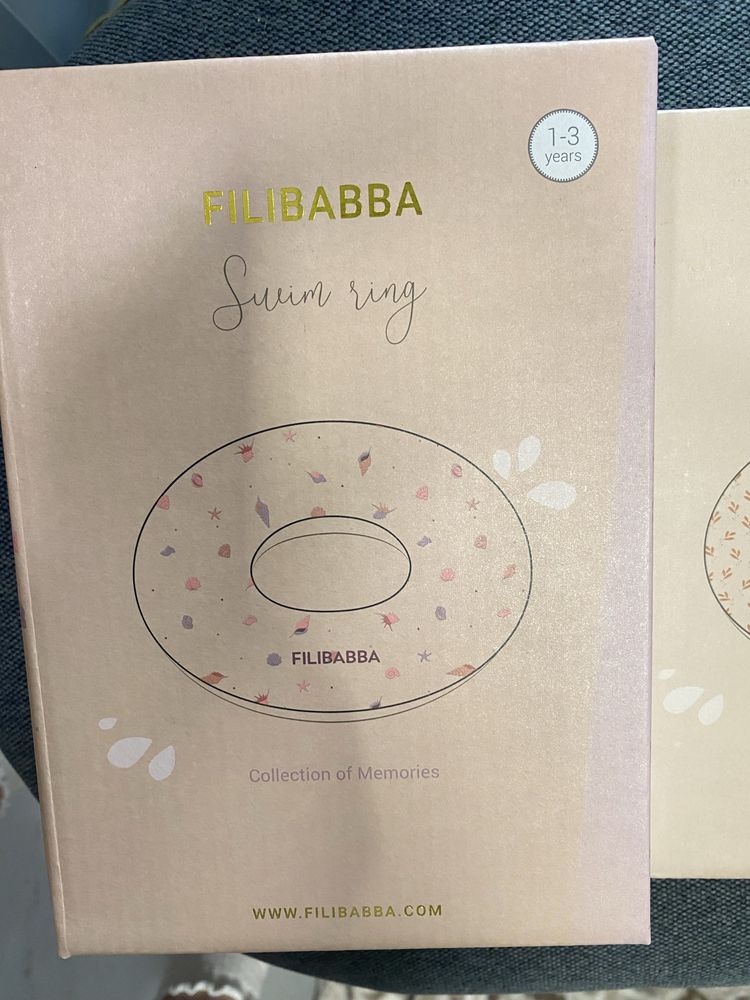 1-3
years
FILIBABBA
Swim ring
FILIBABBA
Collection of Memories
WWW.FILIBABBA.COM